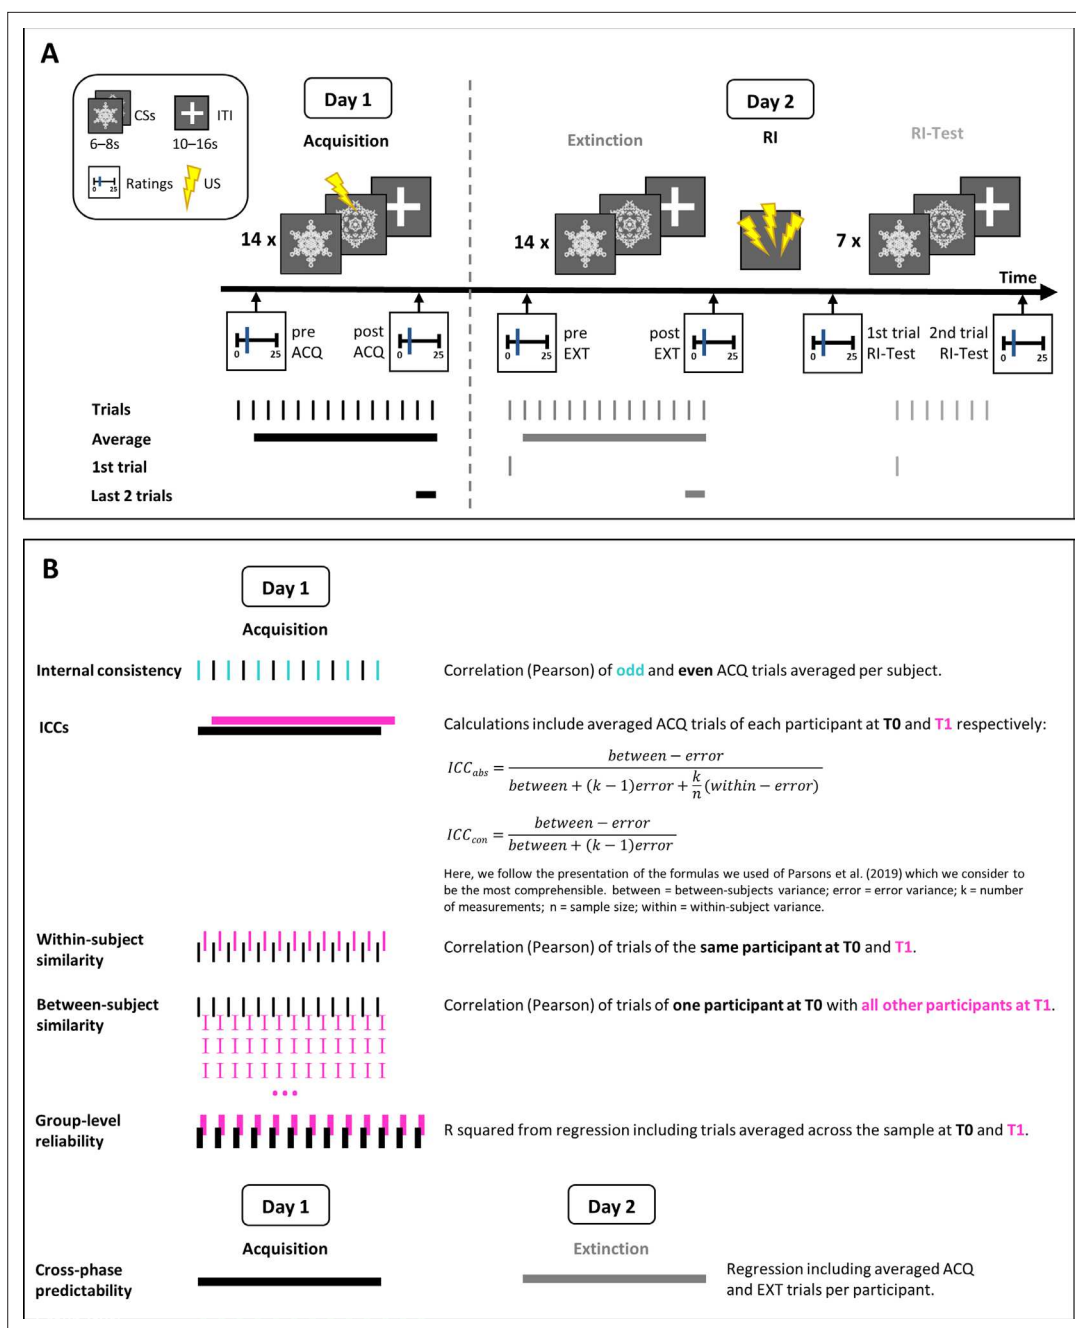 A
Day 1
Day 2
CSs
ITI
6–8s
10–16s
Ratings
US
0 25
Acquisition
Extinction
RI
RI-Test
14 x
14 x
7 x
Time
0 25
pre
ACQ
post
ACQ
0 25
0 25
pre
EXT
post
EXT
0 25
0 25
1st trial
RI-Test
2nd trial
RI-Test
0 25
Trials
Average
1st trial
Last 2 trials
B
Day 1
Acquisition
Internal consistency
Correlation (Pearson) of odd and even ACQ trials averaged per subject.
ICCs
Calculations include averaged ACQ trials of each participant at T0 and T1 respectively:
ICC_abs = (between − error) / (between + (k − 1)error + k/n (within − error))
ICC_con = (between − error) / (between + (k − 1)error)
Here, we follow the presentation of the formulas we used of Parsons et al. (2019) which we consider to
be the most comprehensible. between = between-subjects variance; error = error variance; k = number
of measurements; n = sample size; within = within-subject variance.
Within-subject
similarity
Correlation (Pearson) of trials of the same participant at T0 and T1.
Between-subject
similarity
Correlation (Pearson) of trials of one participant at T0 with all other participants at T1.
Group-level
reliability
R squared from regression including trials averaged across the sample at T0 and T1.
Day 1
Day 2
Acquisition
Extinction
Cross-phase
predictability
Regression including averaged ACQ
and EXT trials per participant.